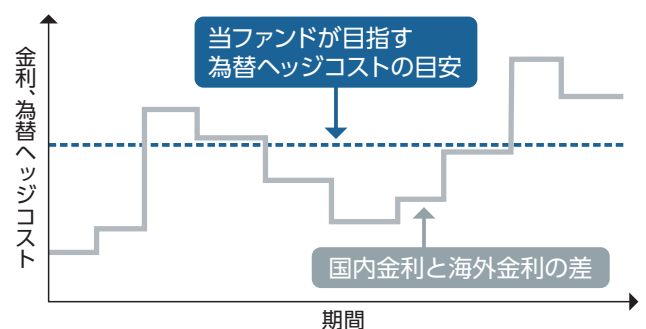 当ファンドが目指す
為替ヘッジコストの目安
金利、為替ヘッジコスト
国内金利と海外金利の差
期間